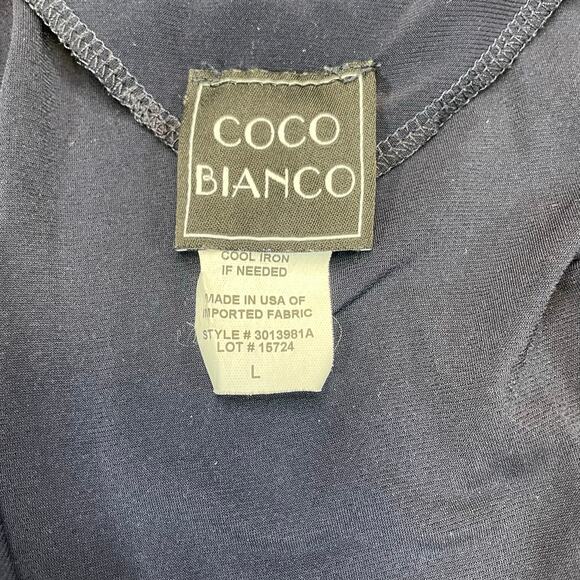 COCO
BIANCO
COOL IRON
IF NEEDED
MADE IN USA OF
IMPORTED FABRIC
STYLE # 3013981A
LOT # 15724
L